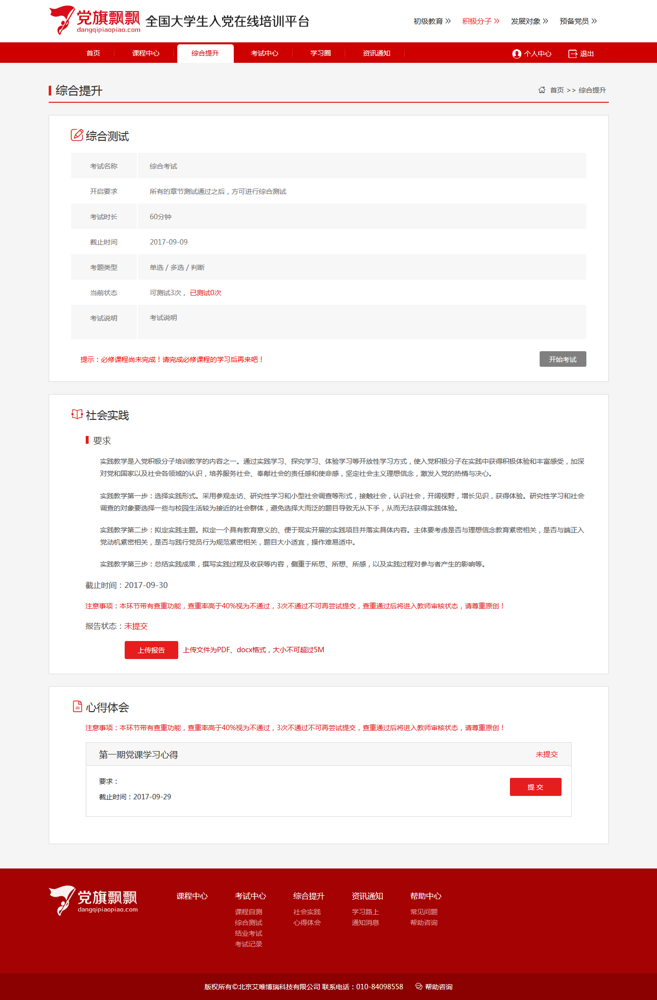 党旗飘飘
dangqipiaopiao.com
全国大学生入党在线培训平台
初级教育 积极分子 发展对象 预备党员
首页 课程中心 综合提升 考试中心 学习圈 资讯通知 个人中心 退出
综合提升
首页 >> 综合提升
综合测试
考试名称 综合考试
开启要求 所有的章节测试通过之后，方可进行综合测试
考试时长 60分钟
截止时间 2017-09-09
考题类型 单选 / 多选 / 判断
当前状态 可测试3次， 已测试0次
考试说明 考试说明
提示：必修课程尚未完成！请完成必修课程的学习后再来吧！
开始考试
社会实践
要求
实践教学是入党积极分子培训教学的内容之一。通过实践学习、探究学习、体验学习等开放性学习方式，使入党积极分子在实践中获得积极体验和丰富感受，加深
对党和国家以及社会各领域的认识，培养服务社会、奉献社会的责任感和使命感，坚定社会主义理想信念，激发入党的热情与决心。
实践教学第一步：选择实践形式。采用参观走访、研究性学习和小型社会调查等形式，接触社会，认识社会，开阔视野，增长见识，获得体验。研究性学习和社会
调查的对象要选择一些与校园生活较为接近的社会群体，避免选择大而泛的题目导致无从下手，从而无法获得实践体验。
实践教学第二步：拟定实践主题。拟定一个具有教育意义的、便于现实开展的实践项目并落实具体内容。主体要考虑是否与理想信念教育紧密相关，是否与端正入
党动机紧密相关，是否与践行党员行为规范紧密相关，题目大小适宜，操作难易适中。
实践教学第三步：总结实践成果，撰写实践过程及收获等内容，侧重于所思、所想、所感，以及实践过程对参与者产生的影响等。
截止时间：2017-09-30
注意事项：本环节带有查重功能，查重率高于40%视为不通过，3次不通过不可再尝试提交，查重通过后将进入教师审核状态，请尊重原创！
报告状态：未提交
上传报告 上传文件为PDF、docx格式，大小不可超过5M
心得体会
注意事项：本环节带有查重功能，查重率高于40%视为不通过，3次不通过不可再尝试提交，查重通过后将进入教师审核状态，请尊重原创！
第一期党课学习心得 未提交
要求：
截止时间：2017-09-29
提 交
党旗飘飘
dangqipiaopiao.com
课程中心 考试中心 综合提升 资讯通知 帮助中心
课程自测 社会实践 学习路上 常见问题
综合测试 心得体会 通知消息 帮助咨询
结业考试
考试记录
版权所有©北京艾唯博瑞科技有限公司 联系电话：010-84098558 帮助咨询